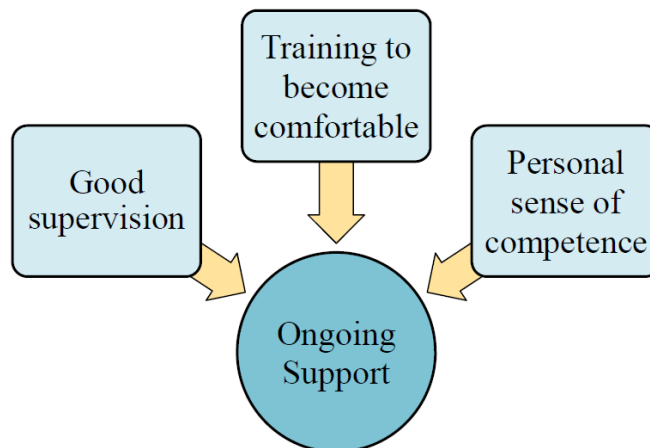 Training to
become
comfortable
Good
supervision
Personal
sense of
competence
Ongoing
Support